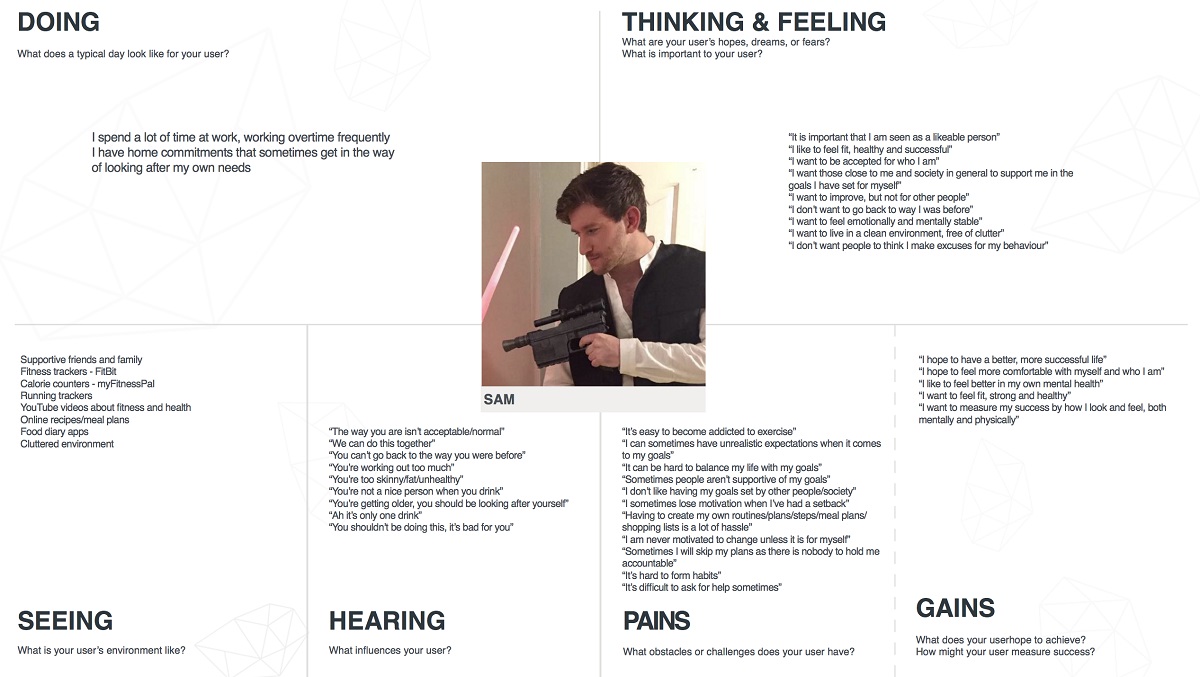 DOING
What does a typical day look like for your user?
I spend a lot of time at work, working overtime frequently
I have home commitments that sometimes get in the way
of looking after my own needs
THINKING & FEELING
What are your user's hopes, dreams, or fears?
What is important to your user?
“It is important that I am seen as a likeable person”
“I like to feel fit, healthy and successful”
“I want to be accepted for who I am”
“I want those close to me and society in general to support me in the
goals I have set for myself”
“I want to improve, but not for other people”
“I don't want to go back to way I was before”
“I want to feel emotionally and mentally stable”
“I want to live in a clean environment, free of clutter”
“I don't want people to think I make excuses for my behaviour”
SAM
Supportive friends and family
Fitness trackers - FitBit
Calorie counters - myFitnessPal
Running trackers
YouTube videos about fitness and health
Online recipes/meal plans
Food diary apps
Cluttered environment
SEEING
What is your user's environment like?
“The way you are isn't acceptable/normal”
“We can do this together”
“You can't go back to the way you were before”
“You're working out too much”
“You're too skinny/fat/unhealthy”
“You're not a nice person when you drink”
“You're getting older, you should be looking after yourself”
“Ah it's only one drink”
“You shouldn't be doing this, it's bad for you”
HEARING
What influences your user?
“It's easy to become addicted to exercise”
“I can sometimes have unrealistic expectations when it comes
to my goals”
“It can be hard to balance my life with my goals”
“Sometimes people aren't supportive of my goals”
“I don't like having my goals set by other people/society”
“I sometimes lose motivation when I've had a setback”
“Having to create my own routines/plans/steps/meal plans/
shopping lists is a lot of hassle”
“I am never motivated to change unless it is for myself”
“Sometimes I will skip my plans as there is nobody to hold me
accountable”
“It's hard to form habits”
“It's difficult to ask for help sometimes”
PAINS
What obstacles or challenges does your user have?
“I hope to have a better, more successful life”
“I hope to feel more comfortable with myself and who I am”
“I like to feel better in my own mental health”
“I want to feel fit, strong and healthy”
“I want to measure my success by how I look and feel, both
mentally and physically”
GAINS
What does your userhope to achieve?
How might your user measure success?